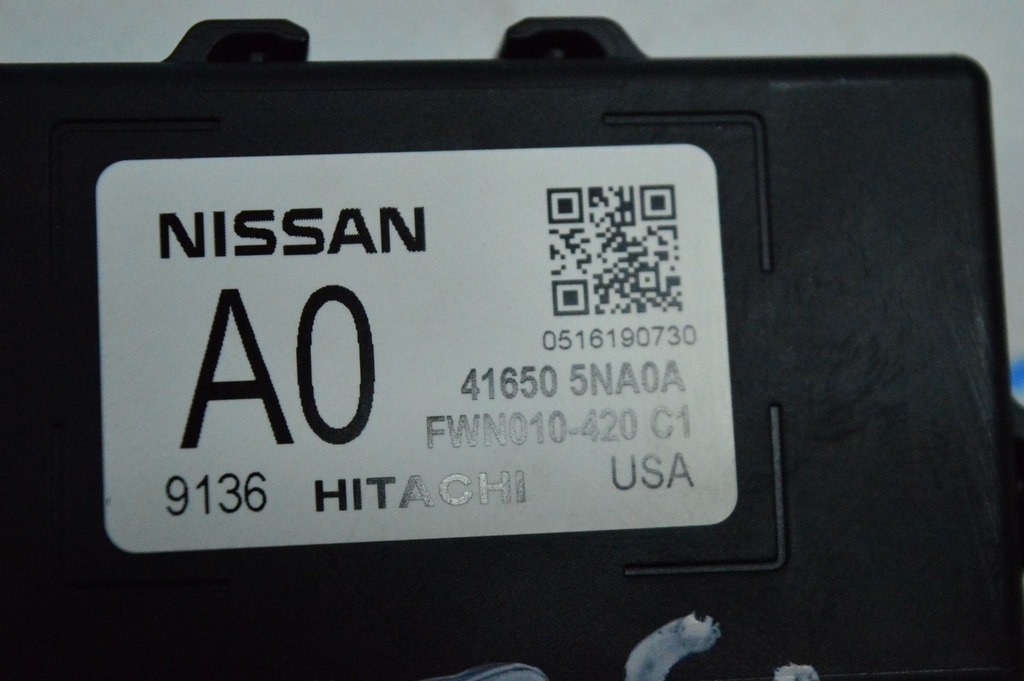 NISSAN
A0
0516190730
41650 5NA0A
FWN010-420 C1
9136 HITACHI USA